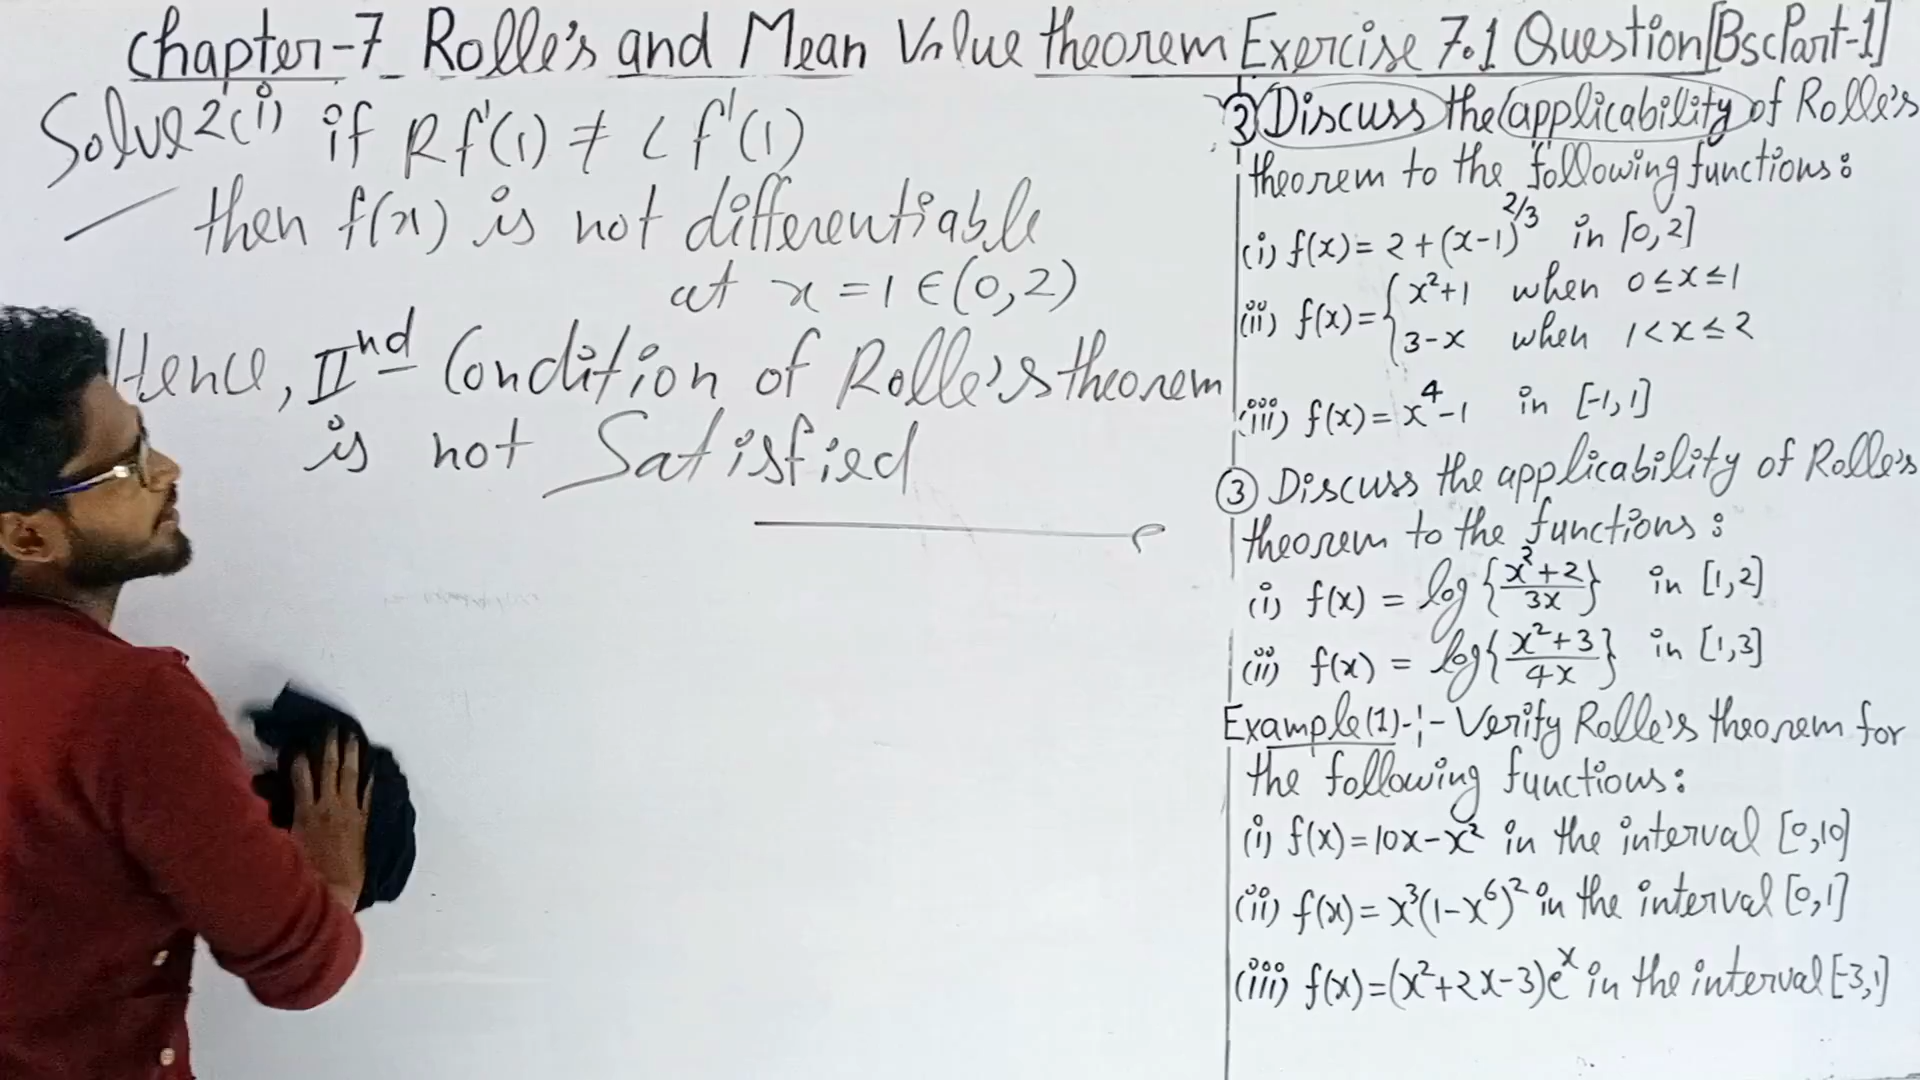 Chapter-7 Rolle's and Mean Value theorem Exercise 7.1 Question [Bsc Part-1]
Solve 2(i) if Rf'(1) ≠ Lf'(1)
then f(x) is not differentiable
at x = 1 ∈ (0,2)
Hence, IInd Condition of Rolle's theorem
is not Satisfied
② Discuss the applicability of Rolle's
theorem to the following functions:
(i) f(x) = 2 + (x-1)^2/3 in [0,2]
(ii) f(x) = { x²+1 when 0 ≤ x ≤ 1
3-x when 1 < x ≤ 2
(iii) f(x) = x⁴-1 in [-1,1]
③ Discuss the applicability of Rolle's
theorem to the functions:
(i) f(x) = log {x²+2 / 3x} in [1,2]
(ii) f(x) = log {x²+3 / 4x} in [1,3]
Example(1)-:- Verify Rolle's theorem for
the following functions:
(i) f(x) = 10x-x² in the interval [0,10]
(ii) f(x) = x³(1-x⁶)² in the interval [0,1]
(iii) f(x) = (x²+2x-3)eˣ in the interval [-3,1]